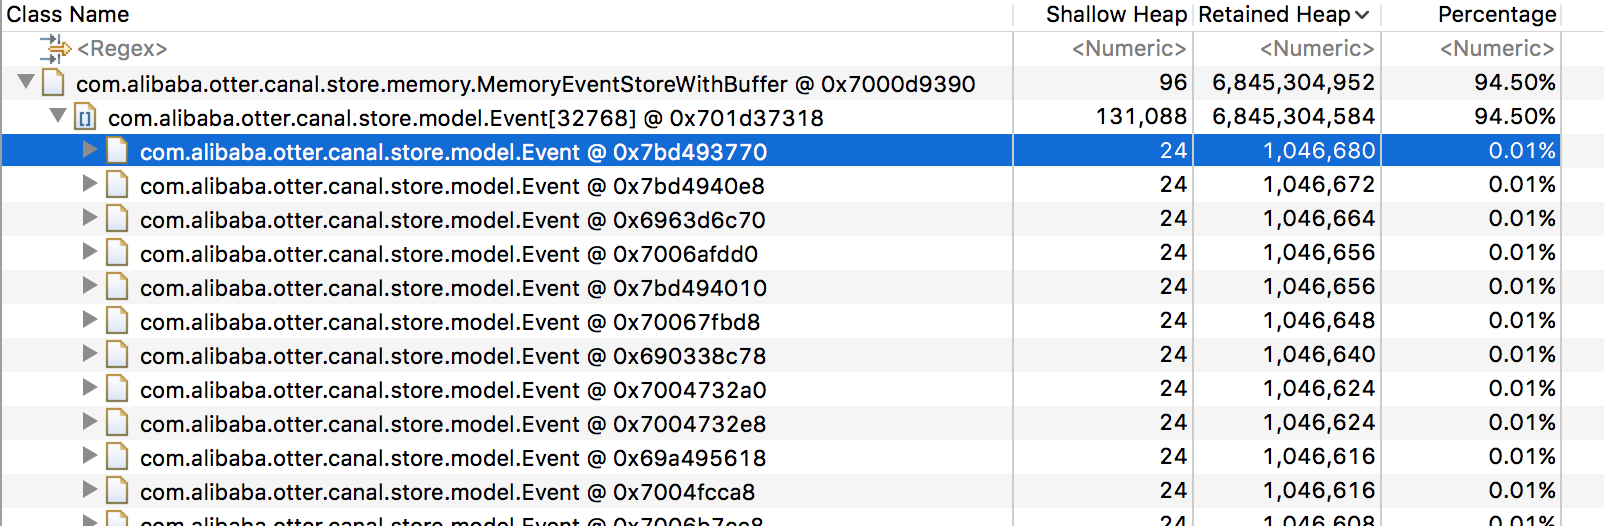 Class Name Shallow Heap Retained Heap Percentage
<Regex> <Numeric> <Numeric> <Numeric>
com.alibaba.otter.canal.store.memory.MemoryEventStoreWithBuffer @ 0x7000d9390 96 6,845,304,952 94.50%
com.alibaba.otter.canal.store.model.Event[32768] @ 0x701d37318 131,088 6,845,304,584 94.50%
com.alibaba.otter.canal.store.model.Event @ 0x7bd493770 24 1,046,680 0.01%
com.alibaba.otter.canal.store.model.Event @ 0x7bd4940e8 24 1,046,672 0.01%
com.alibaba.otter.canal.store.model.Event @ 0x6963d6c70 24 1,046,664 0.01%
com.alibaba.otter.canal.store.model.Event @ 0x7006afdd0 24 1,046,656 0.01%
com.alibaba.otter.canal.store.model.Event @ 0x7bd494010 24 1,046,656 0.01%
com.alibaba.otter.canal.store.model.Event @ 0x70067fbd8 24 1,046,648 0.01%
com.alibaba.otter.canal.store.model.Event @ 0x690338c78 24 1,046,640 0.01%
com.alibaba.otter.canal.store.model.Event @ 0x7004732a0 24 1,046,624 0.01%
com.alibaba.otter.canal.store.model.Event @ 0x7004732e8 24 1,046,624 0.01%
com.alibaba.otter.canal.store.model.Event @ 0x69a495618 24 1,046,616 0.01%
com.alibaba.otter.canal.store.model.Event @ 0x7004fcca8 24 1,046,616 0.01%
com.alibaba.otter.canal.store.model.Event @ 24 1,046,608 0.01%